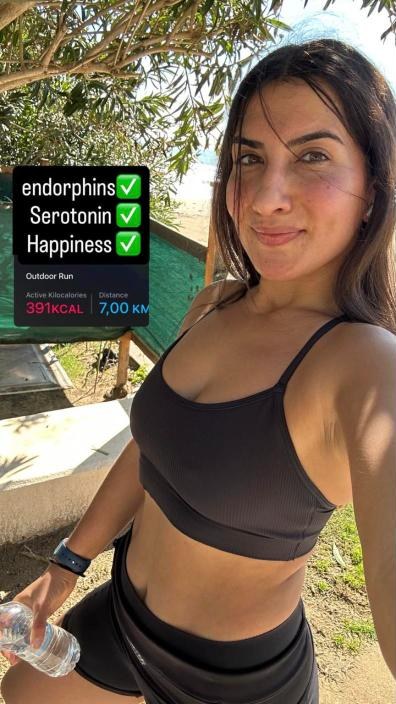 endorphins✅
Serotonin ✅
Happiness ✅
Outdoor Run
Active Kilocalories Distance
391KCAL 7,00 KM